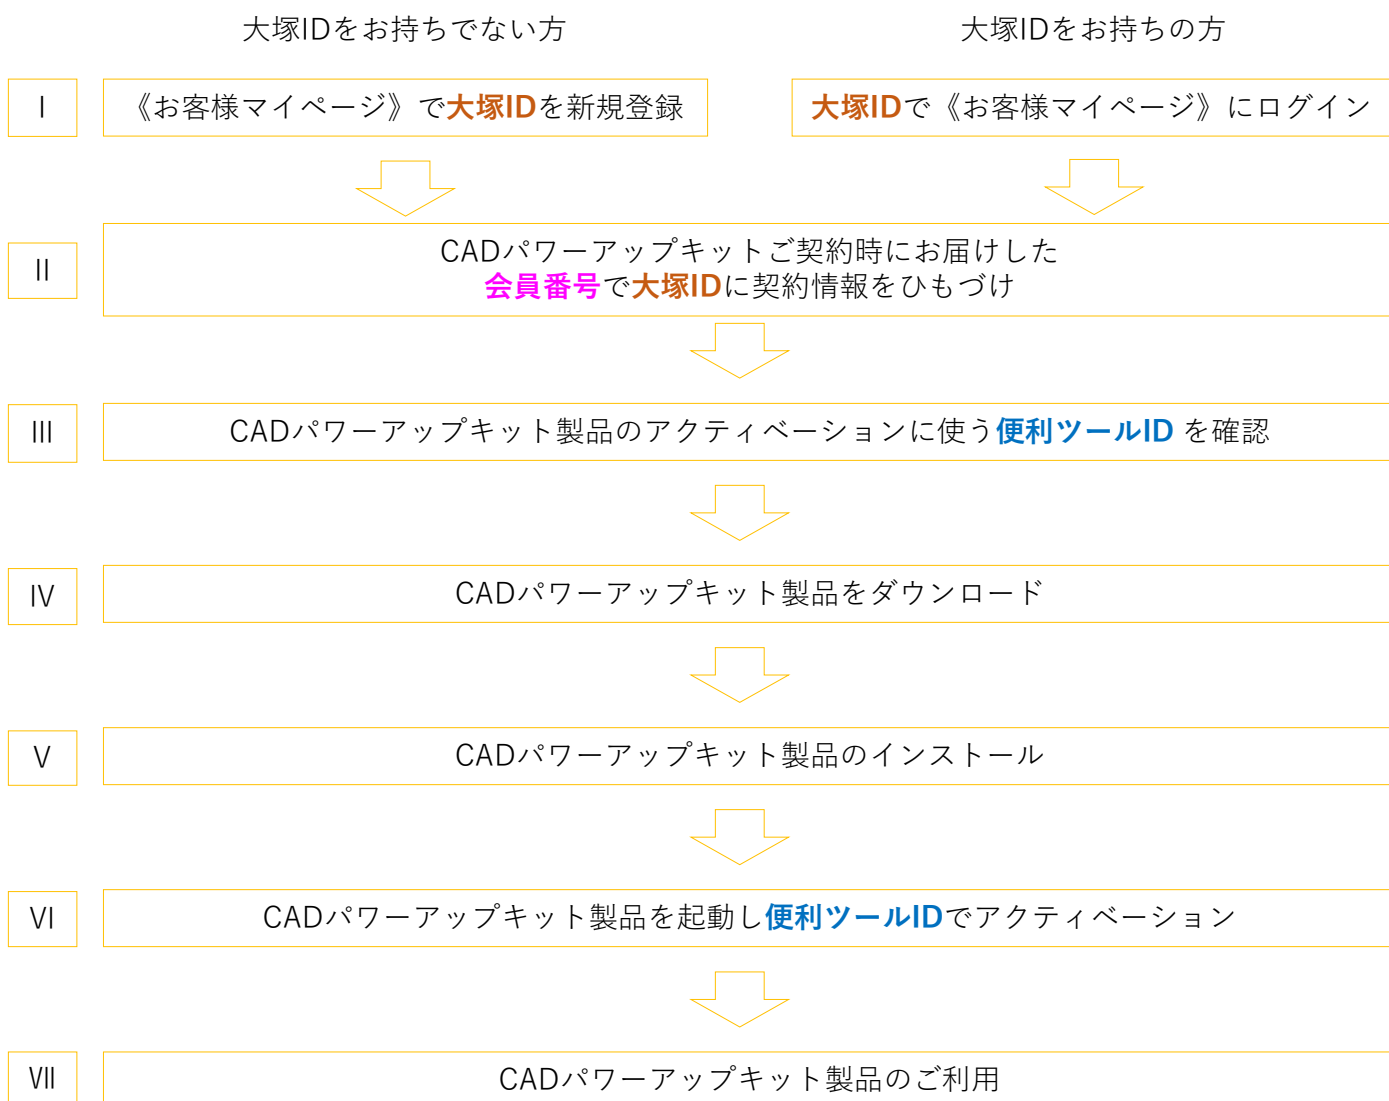 大塚IDをお持ちでない方
大塚IDをお持ちの方
Ⅰ
《お客様マイページ》で大塚IDを新規登録
大塚IDで《お客様マイページ》にログイン
Ⅱ
CADパワーアップキットご契約時にお届けした
会員番号で大塚IDに契約情報をひもづけ
Ⅲ
CADパワーアップキット製品のアクティベーションに使う便利ツールID を確認
Ⅳ
CADパワーアップキット製品をダウンロード
Ⅴ
CADパワーアップキット製品のインストール
Ⅵ
CADパワーアップキット製品を起動し便利ツールIDでアクティベーション
Ⅶ
CADパワーアップキット製品のご利用